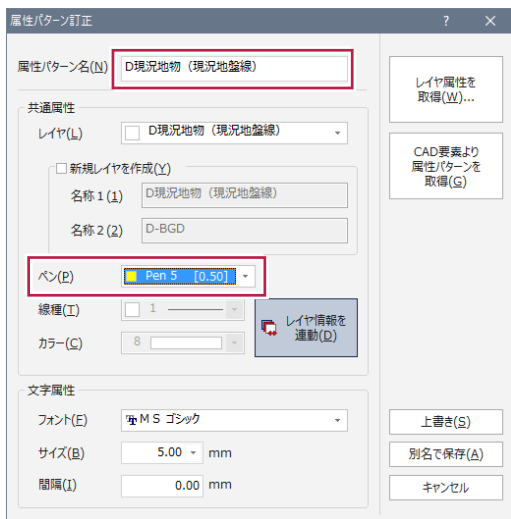 属性パターン訂正
? ×
属性パターン名(N) D現況地物（現況地盤線）
レイヤ属性を
取得(W)...
共通属性
レイヤ(L) D現況地物（現況地盤線）
CAD要素より
属性パターンを
取得(G)
新規レイヤを作成(Y)
名称1(1) D現況地物（現況地盤線）
名称2(2) D-BGD
ペン(P) Pen 5 [0.50]
線種(T) 1
カラー(C) 8
レイヤ情報を
連動(D)
文字属性
フォント(F) MS ゴシック
サイズ(B) 5.00 mm
間隔(I) 0.00 mm
上書き(S)
別名で保存(A)
キャンセル